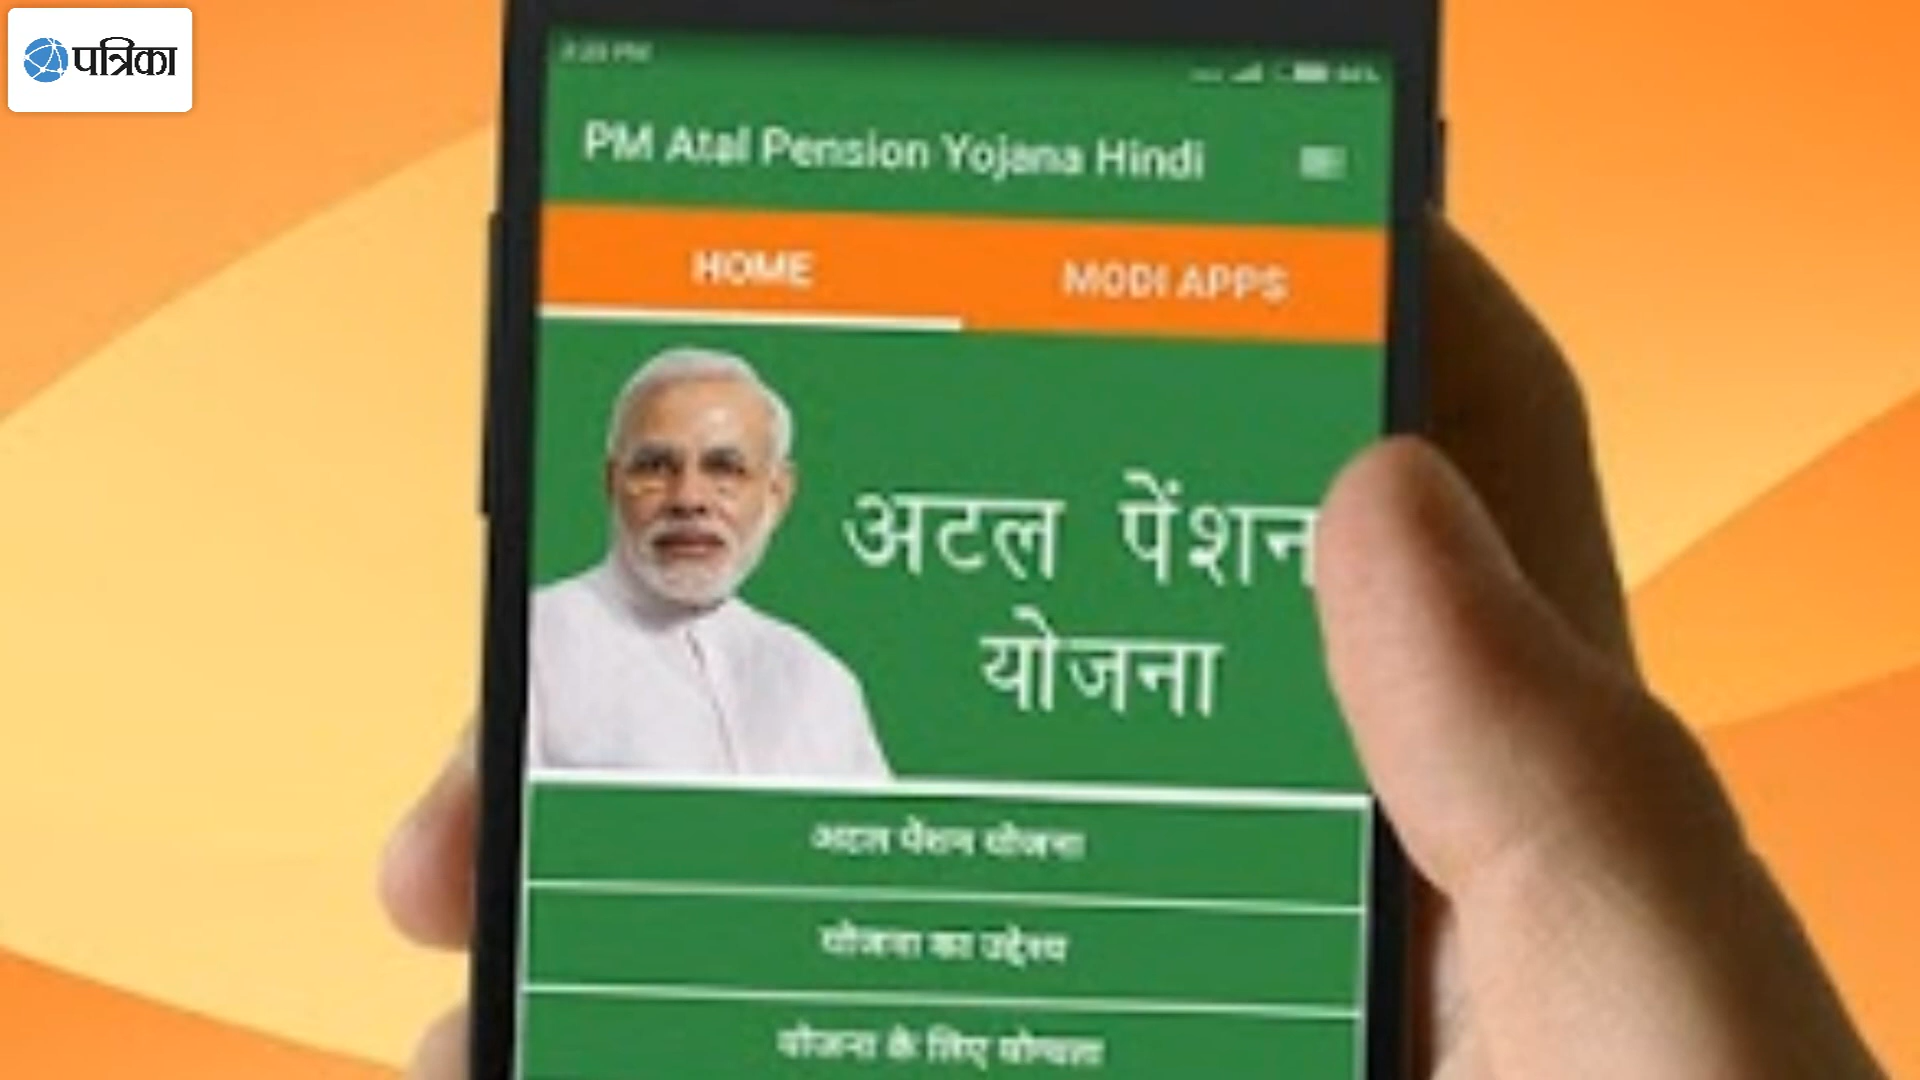 पत्रिका
PM Atal Pension Yojana Hindi
HOME
MODI APPS
अटल पेंशन
योजना
अटल पेंशन योजना
योजना का उद्देश्य
योजना के लिए योग्यता